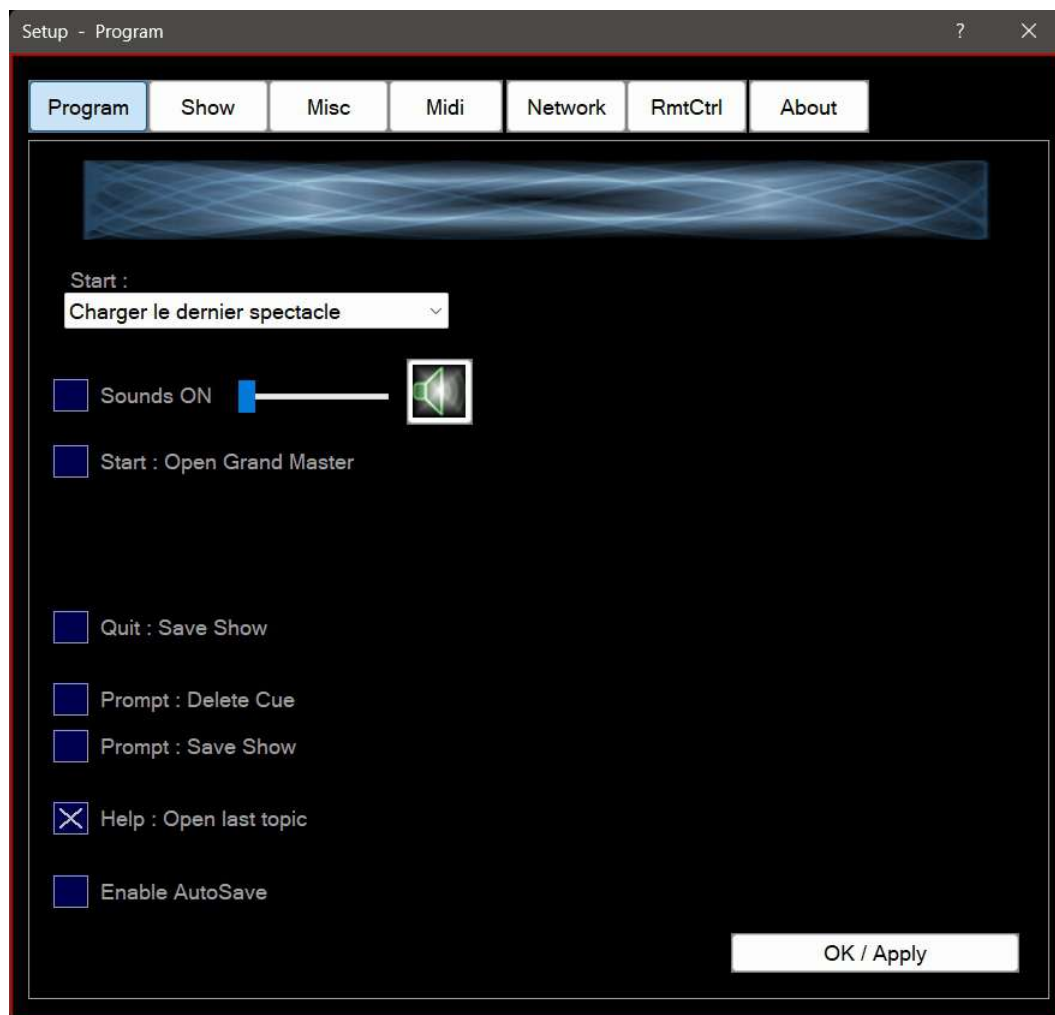 Setup - Program
?
Program Show Misc Midi Network RmtCtrl About
Start :
Charger le dernier spectacle
Sounds ON
Start : Open Grand Master
Quit : Save Show
Prompt : Delete Cue
Prompt : Save Show
Help : Open last topic
Enable AutoSave
OK / Apply